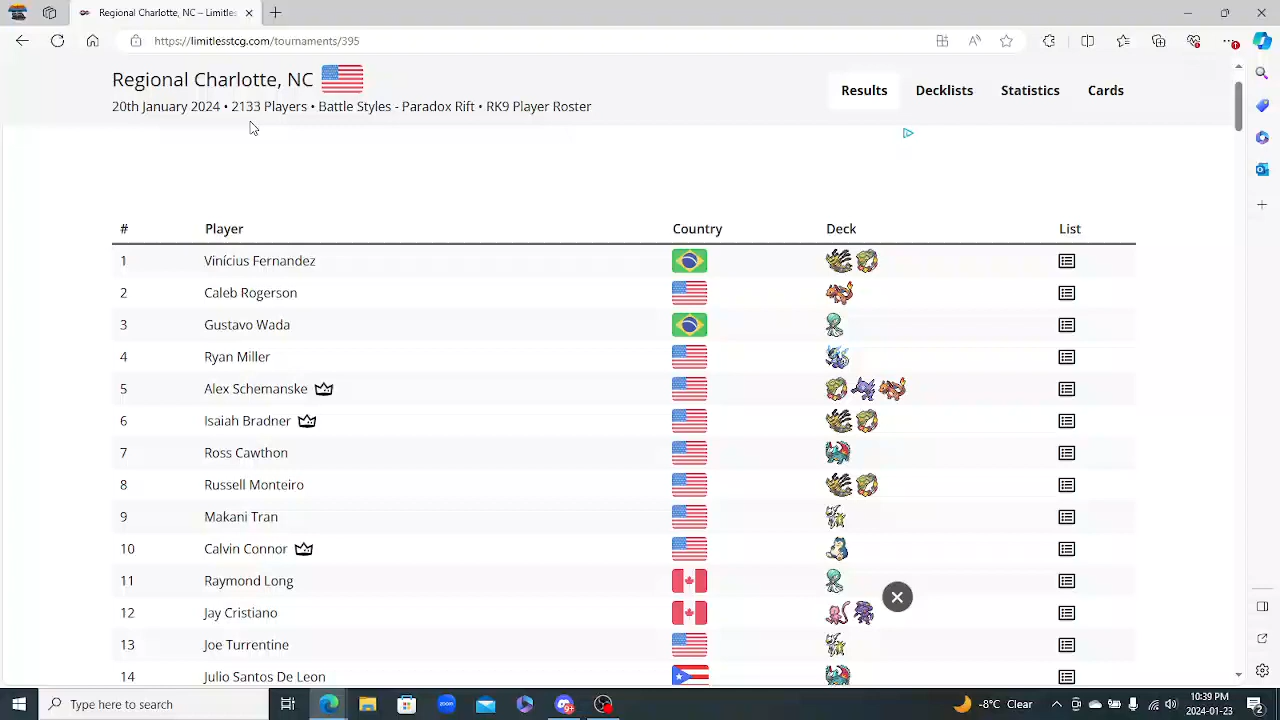 Regional Charlotte, NC – Limitles
https://limitlesstcg.com/tournaments/395
Regional Charlotte, NC
20th January 2024 • 2133 Players • Battle Styles - Paradox Rift • RK9 Player Roster
Results Decklists Statistics Cards
# Player Country Deck List
1 Vinícius Fernandez
2 Caleb Rogerson
3 Gustavo Wada
4 Ryan Miller
5 Alex Schemanske
6 Isaiah Bradner
7 Ross Cawthon
8 Russell Monteiro
9
10 Calvin Connor
11 Raymond Long
12 Jay Cristiano
13 Joe Turrentine
14 Julio Santos De Leon
Type here to search
zoom
-8°C Clear
10:39 PM
2024-01-23